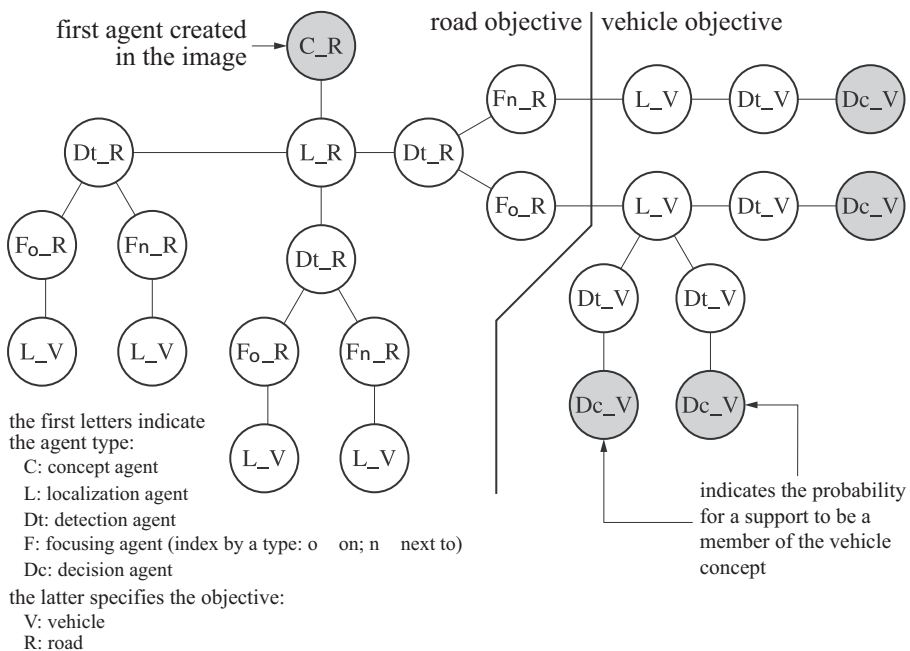 first agent created
in the image
road objective
vehicle objective
C_R
Fn_R
L_V
Dt_V
Dc_V
Dt_R
L_R
Dt_R
Fo_R
L_V
Dt_V
Dc_V
Fo_R
Fn_R
Dt_R
Dt_V
Dt_V
L_V
L_V
Fo_R
Fn_R
Dc_V
Dc_V
L_V
L_V
the first letters indicate
the agent type:
C: concept agent
L: localization agent
Dt: detection agent
F: focusing agent (index by a type: o on; n next to)
Dc: decision agent
the latter specifies the objective:
V: vehicle
R: road
indicates the probability
for a support to be a
member of the vehicle
concept